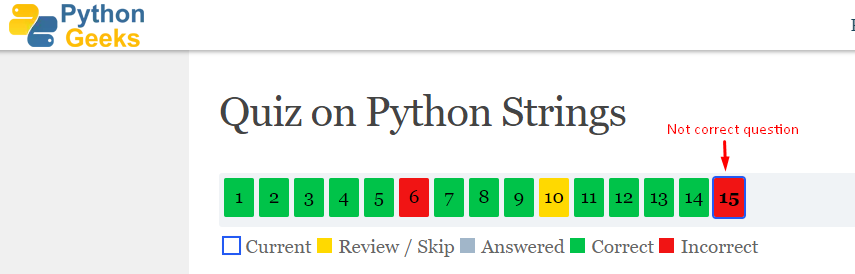 Python
Geeks
Quiz on Python Strings
Not correct question
1 2 3 4 5 6 7 8 9 10 11 12 13 14 15
Current Review / Skip Answered Correct Incorrect